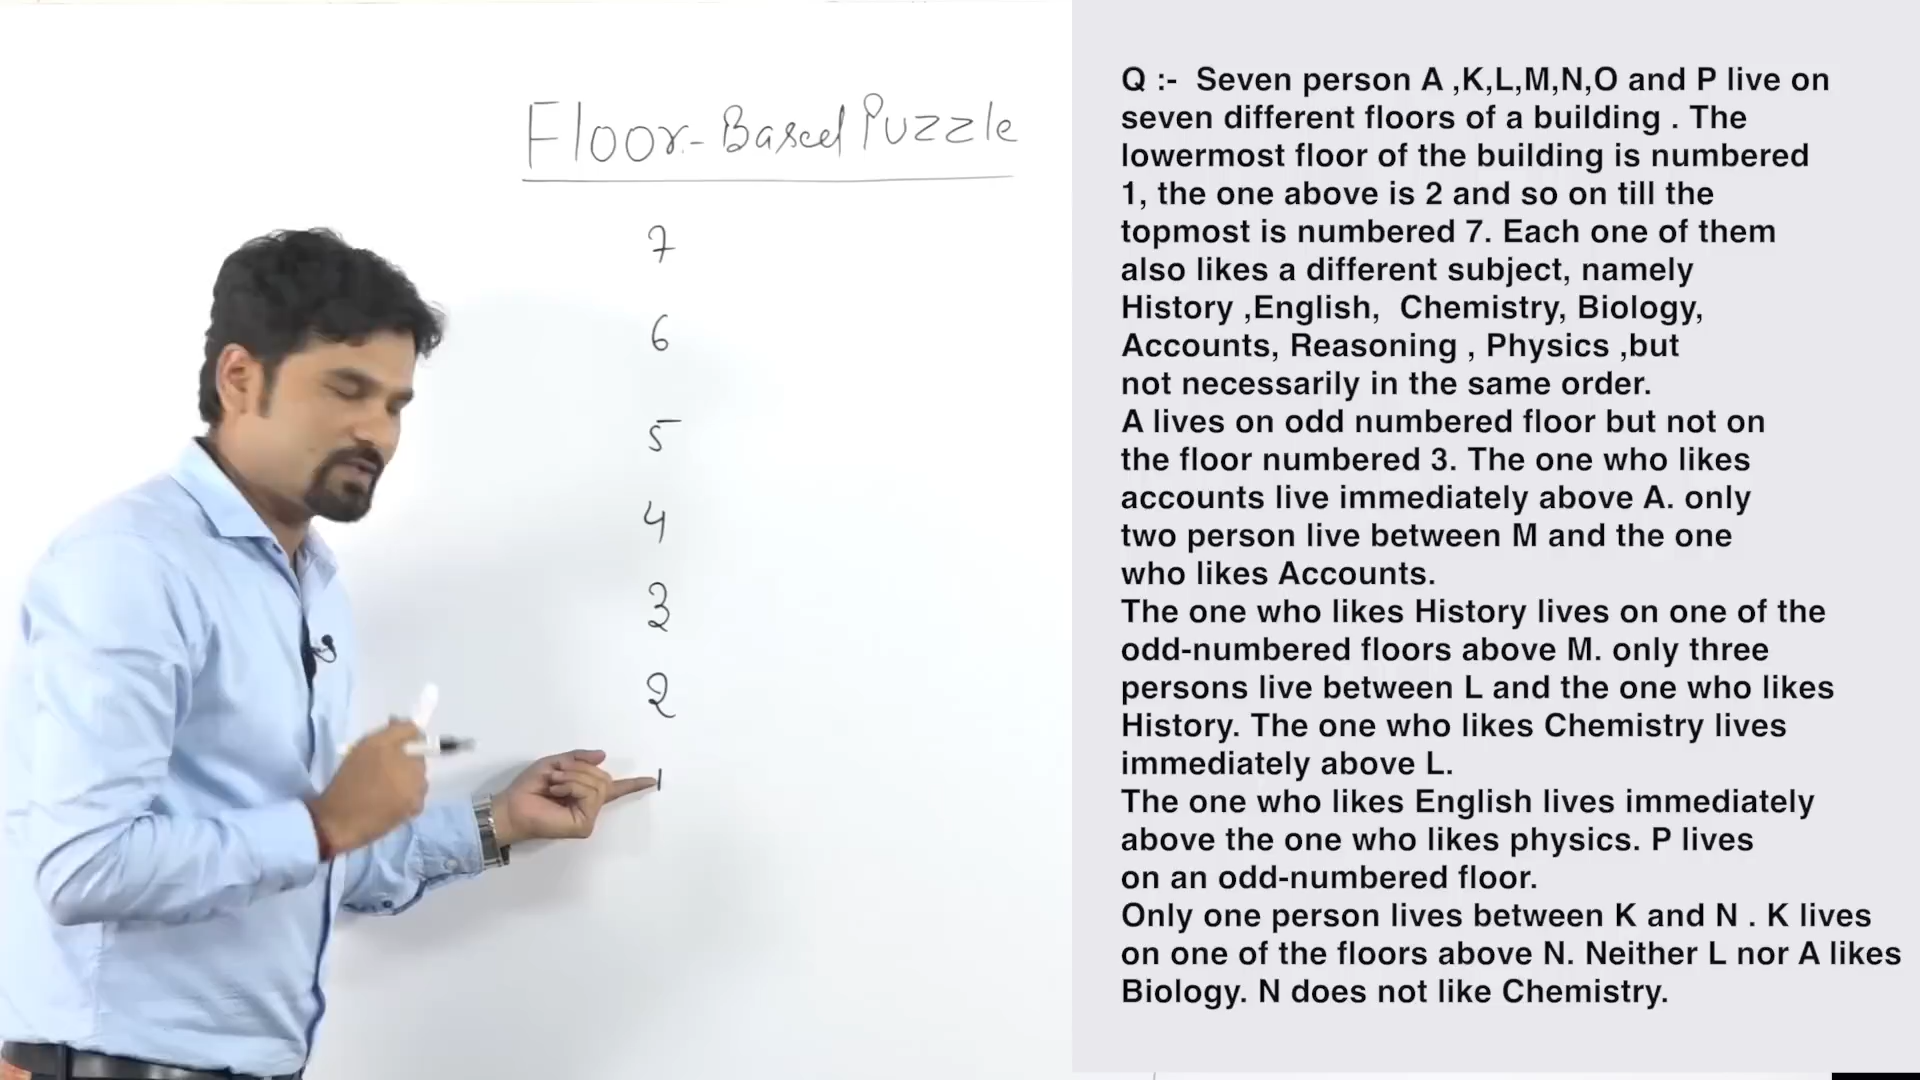 Floor-Based Puzzle
7
6
5
4
3
2
1
Q :-  Seven person A ,K,L,M,N,O and P live on
seven different floors of a building . The
lowermost floor of the building is numbered
1, the one above is 2 and so on till the
topmost is numbered 7. Each one of them
also likes a different subject, namely
History ,English,  Chemistry, Biology,
Accounts, Reasoning , Physics ,but
not necessarily in the same order.
A lives on odd numbered floor but not on
the floor numbered 3. The one who likes
accounts live immediately above A. only
two person live between M and the one
who likes Accounts.
The one who likes History lives on one of the
odd-numbered floors above M. only three
persons live between L and the one who likes
History. The one who likes Chemistry lives
immediately above L.
The one who likes English lives immediately
above the one who likes physics. P lives
on an odd-numbered floor.
Only one person lives between K and N . K lives
on one of the floors above N. Neither L nor A likes
Biology. N does not like Chemistry.